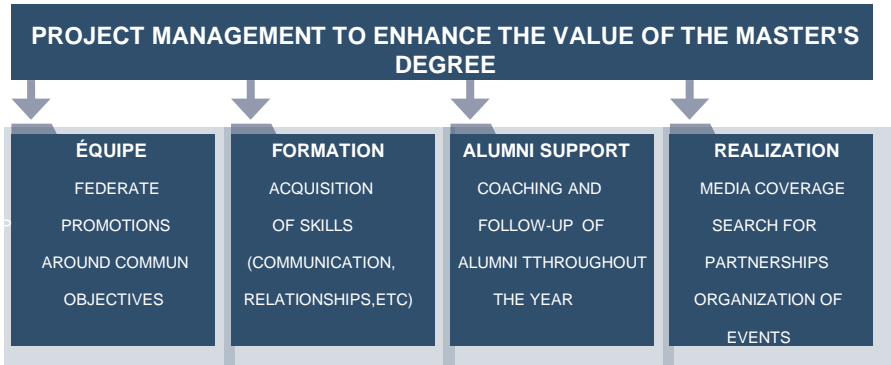 PROJECT MANAGEMENT TO ENHANCE THE VALUE OF THE MASTER'S
DEGREE
ÉQUIPE
FEDERATE
PROMOTIONS
AROUND COMMUN
OBJECTIVES
FORMATION
ACQUISITION
OF SKILLS
(COMMUNICATION,
RELATIONSHIPS,ETC)
ALUMNI SUPPORT
COACHING AND
FOLLOW-UP OF
ALUMNI TTHROUGHOUT
THE YEAR
REALIZATION
MEDIA COVERAGE
SEARCH FOR
PARTNERSHIPS
ORGANIZATION OF
EVENTS